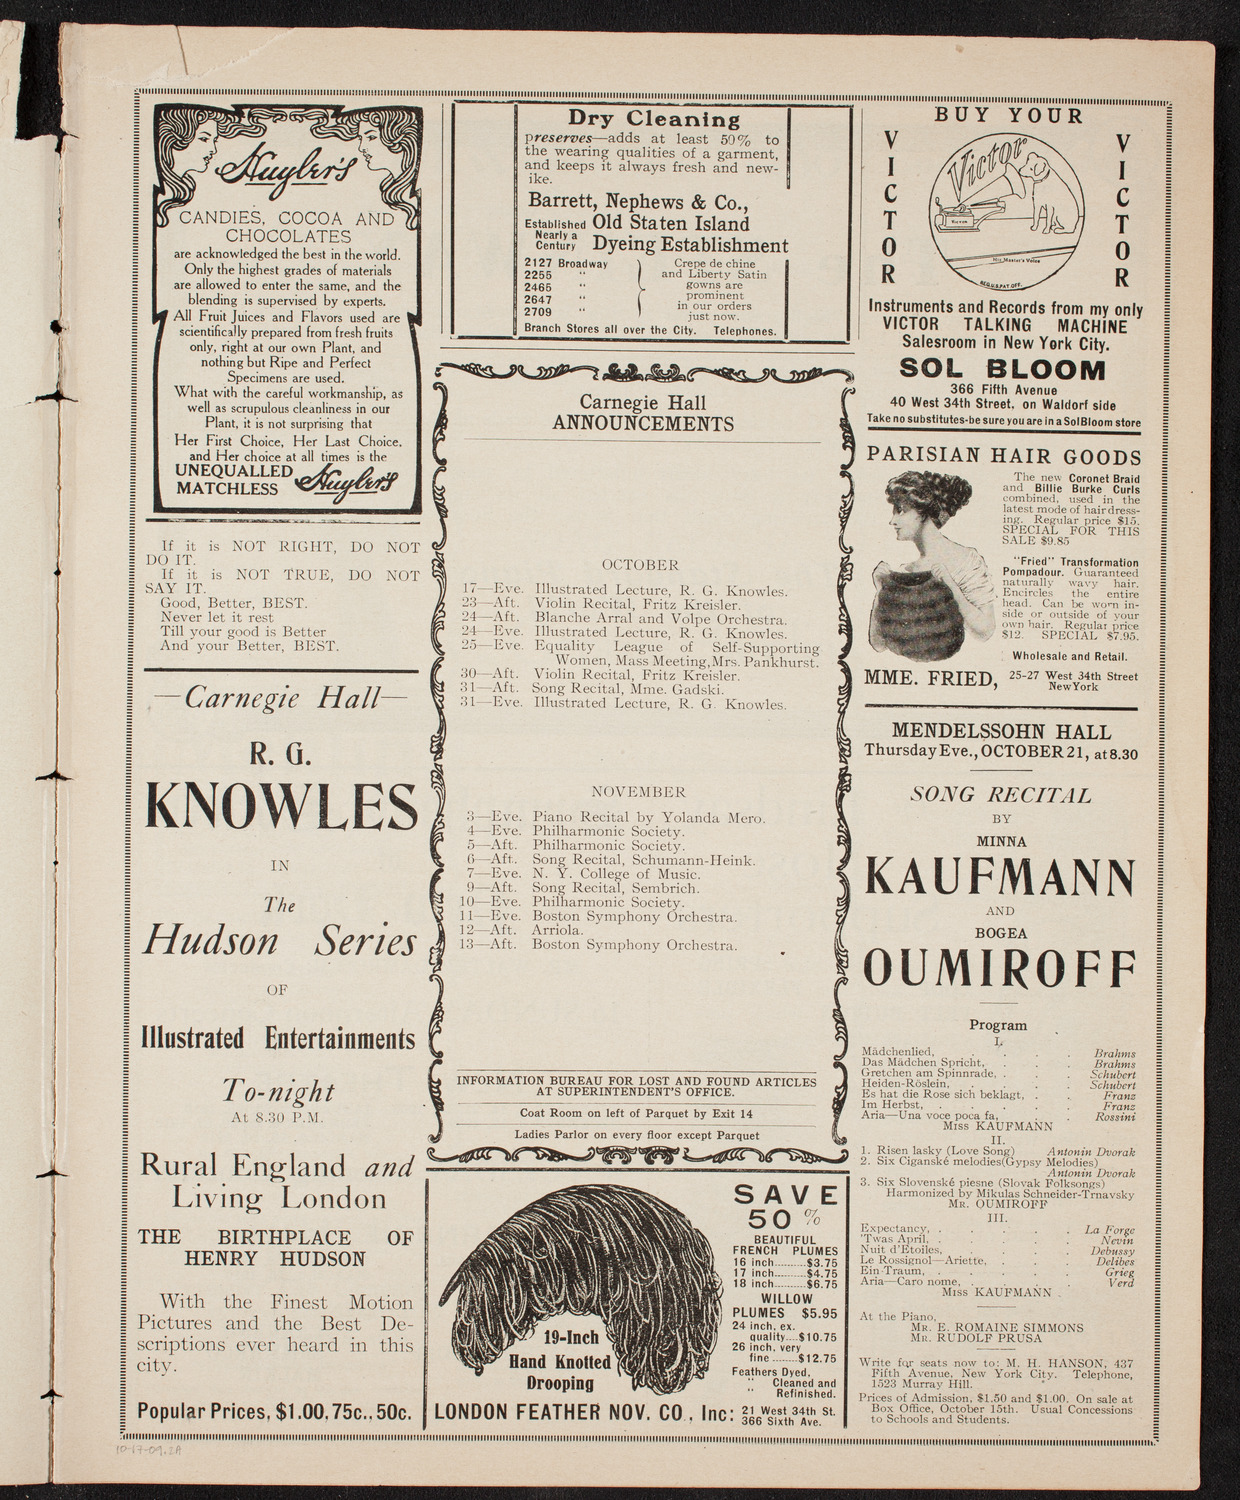 Huyler's
CANDIES, COCOA AND
CHOCOLATES
are acknowledged the best in the world.
Only the highest grades of materials
are allowed to enter the same, and the
blending is supervised by experts.
All Fruit Juices and Flavors used are
scientifically prepared from fresh fruits
only, right at our own Plant, and
nothing but Ripe and Perfect
Specimens are used.
What with the careful workmanship, as
well as scrupulous cleanliness in our
Plant, it is not surprising that
Her First Choice, Her Last Choice,
and Her choice at all times is the
UNEQUALLED
MATCHLESS Huyler's
If it is NOT RIGHT, DO NOT
DO IT.
If it is NOT TRUE, DO NOT
SAY IT.
Good, Better, BEST.
Never let it rest
Till your good is Better
And your Better, BEST.
—Carnegie Hall—
R. G.
KNOWLES
IN
The
Hudson Series
OF
Illustrated Entertainments
To-night
At 8.30 P.M.
Rural England and
Living London
THE BIRTHPLACE OF
HENRY HUDSON
With the Finest Motion
Pictures and the Best De-
scriptions ever heard in this
city.
Popular Prices, $1.00, 75c., 50c.
Dry Cleaning
preserves—adds at least 50% to
the wearing qualities of a garment,
and keeps it always fresh and new-
ike.
Barrett, Nephews & Co.,
Established Nearly a Century Old Staten Island
Dyeing Establishment
2127 Broadway
2255 "
2465 "
2647 "
2709 "
Crepe de chine
and Liberty Satin
gowns are
prominent
in our orders
just now.
Branch Stores all over the City. Telephones.
Carnegie Hall
ANNOUNCEMENTS
OCTOBER
17—Eve. Illustrated Lecture, R. G. Knowles.
23—Aft. Violin Recital, Fritz Kreisler.
24—Aft. Blanche Arral and Volpe Orchestra.
24—Eve. Illustrated Lecture, R. G. Knowles.
25—Eve. Equality League of Self-Supporting
Women, Mass Meeting, Mrs. Pankhurst.
30—Aft. Violin Recital, Fritz Kreisler.
31—Aft. Song Recital, Mme. Gadski.
31—Eve. Illustrated Lecture, R. G. Knowles.
NOVEMBER
3—Eve. Piano Recital by Yolanda Mero.
4—Eve. Philharmonic Society.
5—Aft. Philharmonic Society.
6—Aft. Song Recital, Schumann-Heink.
7—Eve. N. Y. College of Music.
9—Aft. Song Recital, Sembrich.
10—Eve. Philharmonic Society.
11—Eve. Boston Symphony Orchestra.
12—Aft. Arriola.
13—Aft. Boston Symphony Orchestra.
INFORMATION BUREAU FOR LOST AND FOUND ARTICLES
AT SUPERINTENDENT'S OFFICE.
Coat Room on left of Parquet by Exit 14
Ladies Parlor on every floor except Parquet
19-Inch
Hand Knotted
Drooping
SAVE
50 %
BEAUTIFUL
FRENCH PLUMES
16 inch..........$3.75
17 inch..........$4.75
18 inch..........$6.75
WILLOW
PLUMES $5.95
24 inch, ex.
quality....$10.75
26 inch, very
fine .......$12.75
Feathers Dyed,
" Cleaned and
" Refinished.
LONDON FEATHER NOV. CO., Inc: 21 West 34th St.
366 Sixth Ave.
BUY YOUR
VICTOR
VICTOR
Victor
VICTOR
His Master's Voice
REG.U.S.PAT OFF.
Instruments and Records from my only
VICTOR TALKING MACHINE
Salesroom in New York City.
SOL BLOOM
366 Fifth Avenue
40 West 34th Street, on Waldorf side
Take no substitutes-be sure you are in a Sol Bloom store
PARISIAN HAIR GOODS
The new Coronet Braid
and Billie Burke Curls
combined, used in the
latest mode of hairdress-
ing. Regular price $15.
SPECIAL FOR THIS
SALE $9.85
"Fried" Transformation
Pompadour. Guaranteed
naturally wavy hair.
Encircles the entire
head. Can be worn in-
side or outside of your
own hair. Regular price
$12. SPECIAL $7.95.
Wholesale and Retail.
MME. FRIED, 25-27 West 34th Street
New York
MENDELSSOHN HALL
Thursday Eve., OCTOBER 21, at 8.30
SONG RECITAL
BY
MINNA
KAUFMANN
AND
BOGEA
OUMIROFF
Program
I.
Mädchenlied, . . . . Brahms
Das Mädchen Spricht, . . . Brahms
Gretchen am Spinnrade, . . . Schubert
Heiden-Röslein, . . . . Schubert
Es hat die Rose sich beklagt, . . Franz
Im Herbst, . . . . . Franz
Aria—Una voce poca fa, . . . Rossini
Miss KAUFMANN
II.
1. Risen lasky (Love Song) Antonin Dvorak
2. Six Ciganské melodies(Gypsy Melodies)
Antonin Dvorak
3. Six Slovenské piesne (Slovak Folksongs)
Harmonized by Mikulas Schneider-Trnavsky
MR. OUMIROFF
III.
Expectancy, . . . . . La Forge
'Twas April, . . . . . Nevin
Nuit d'Etoiles, . . . . Debussy
Le Rossignol—Ariette, . . . Delibes
Ein Traum, . . . . . Grieg
Aria—Caro nome, . . . . Verd
Miss KAUFMANN
At the Piano,
MR. E. ROMAINE SIMMONS
MR. RUDOLF PRUSA
Write for seats now to: M. H. HANSON, 437
Fifth Avenue, New York City. Telephone,
1523 Murray Hill.
Prices of Admission, $1.50 and $1.00. On sale at
Box Office, October 15th. Usual Concessions
to Schools and Students.
10-17-09.2A